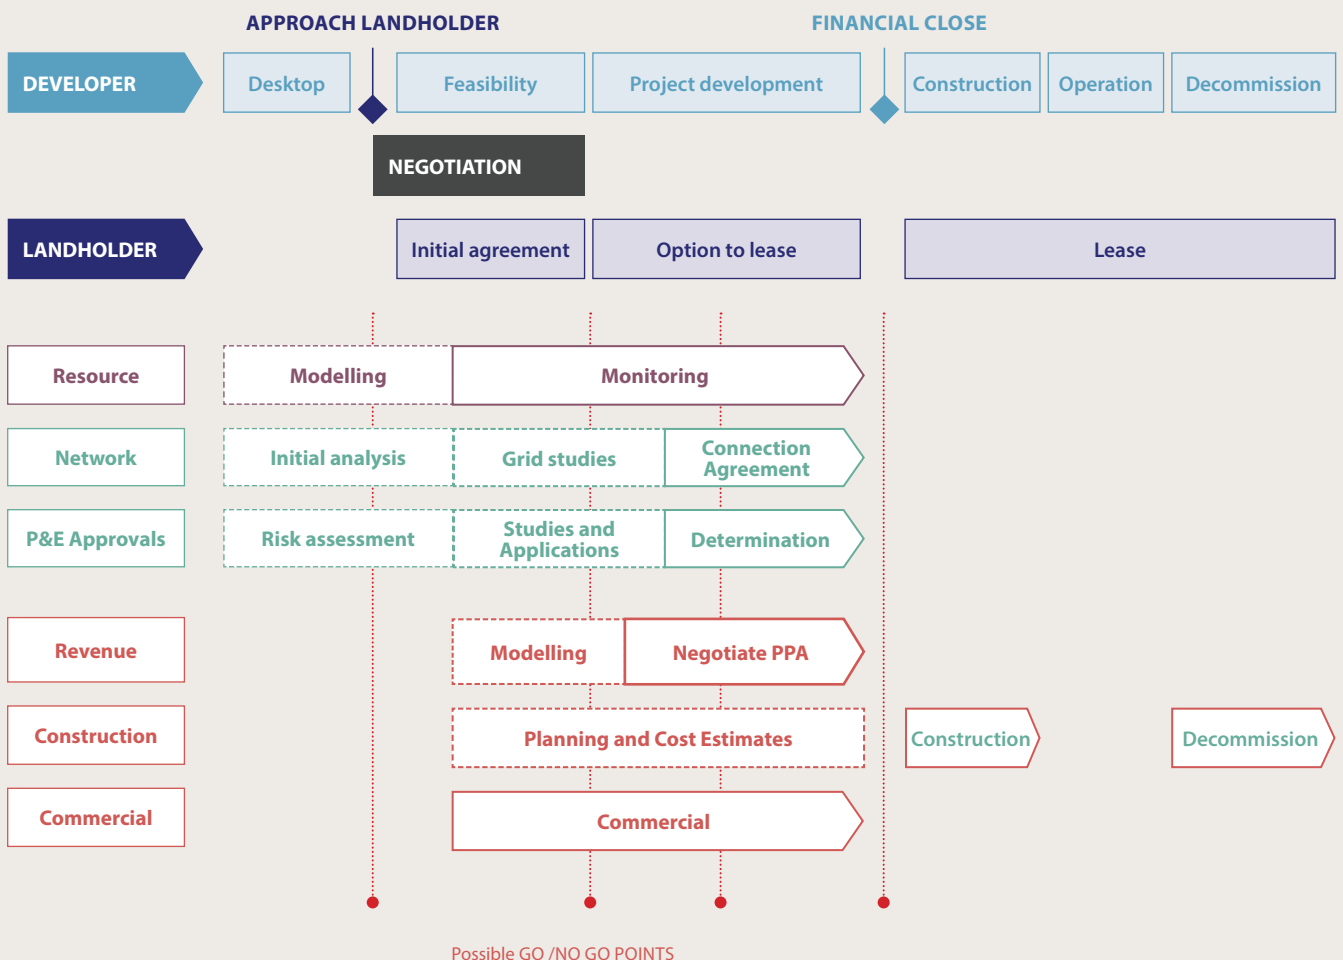 APPROACH LANDHOLDER
FINANCIAL CLOSE
DEVELOPER
Desktop
Feasibility
Project development
Construction
Operation
Decommission
NEGOTIATION
LANDHOLDER
Initial agreement
Option to lease
Lease
Resource
Modelling
Monitoring
Network
Initial analysis
Grid studies
Connection
Agreement
P&E Approvals
Risk assessment
Studies and
Applications
Determination
Revenue
Modelling
Negotiate PPA
Construction
Planning and Cost Estimates
Construction
Decommission
Commercial
Commercial
Possible GO /NO GO POINTS